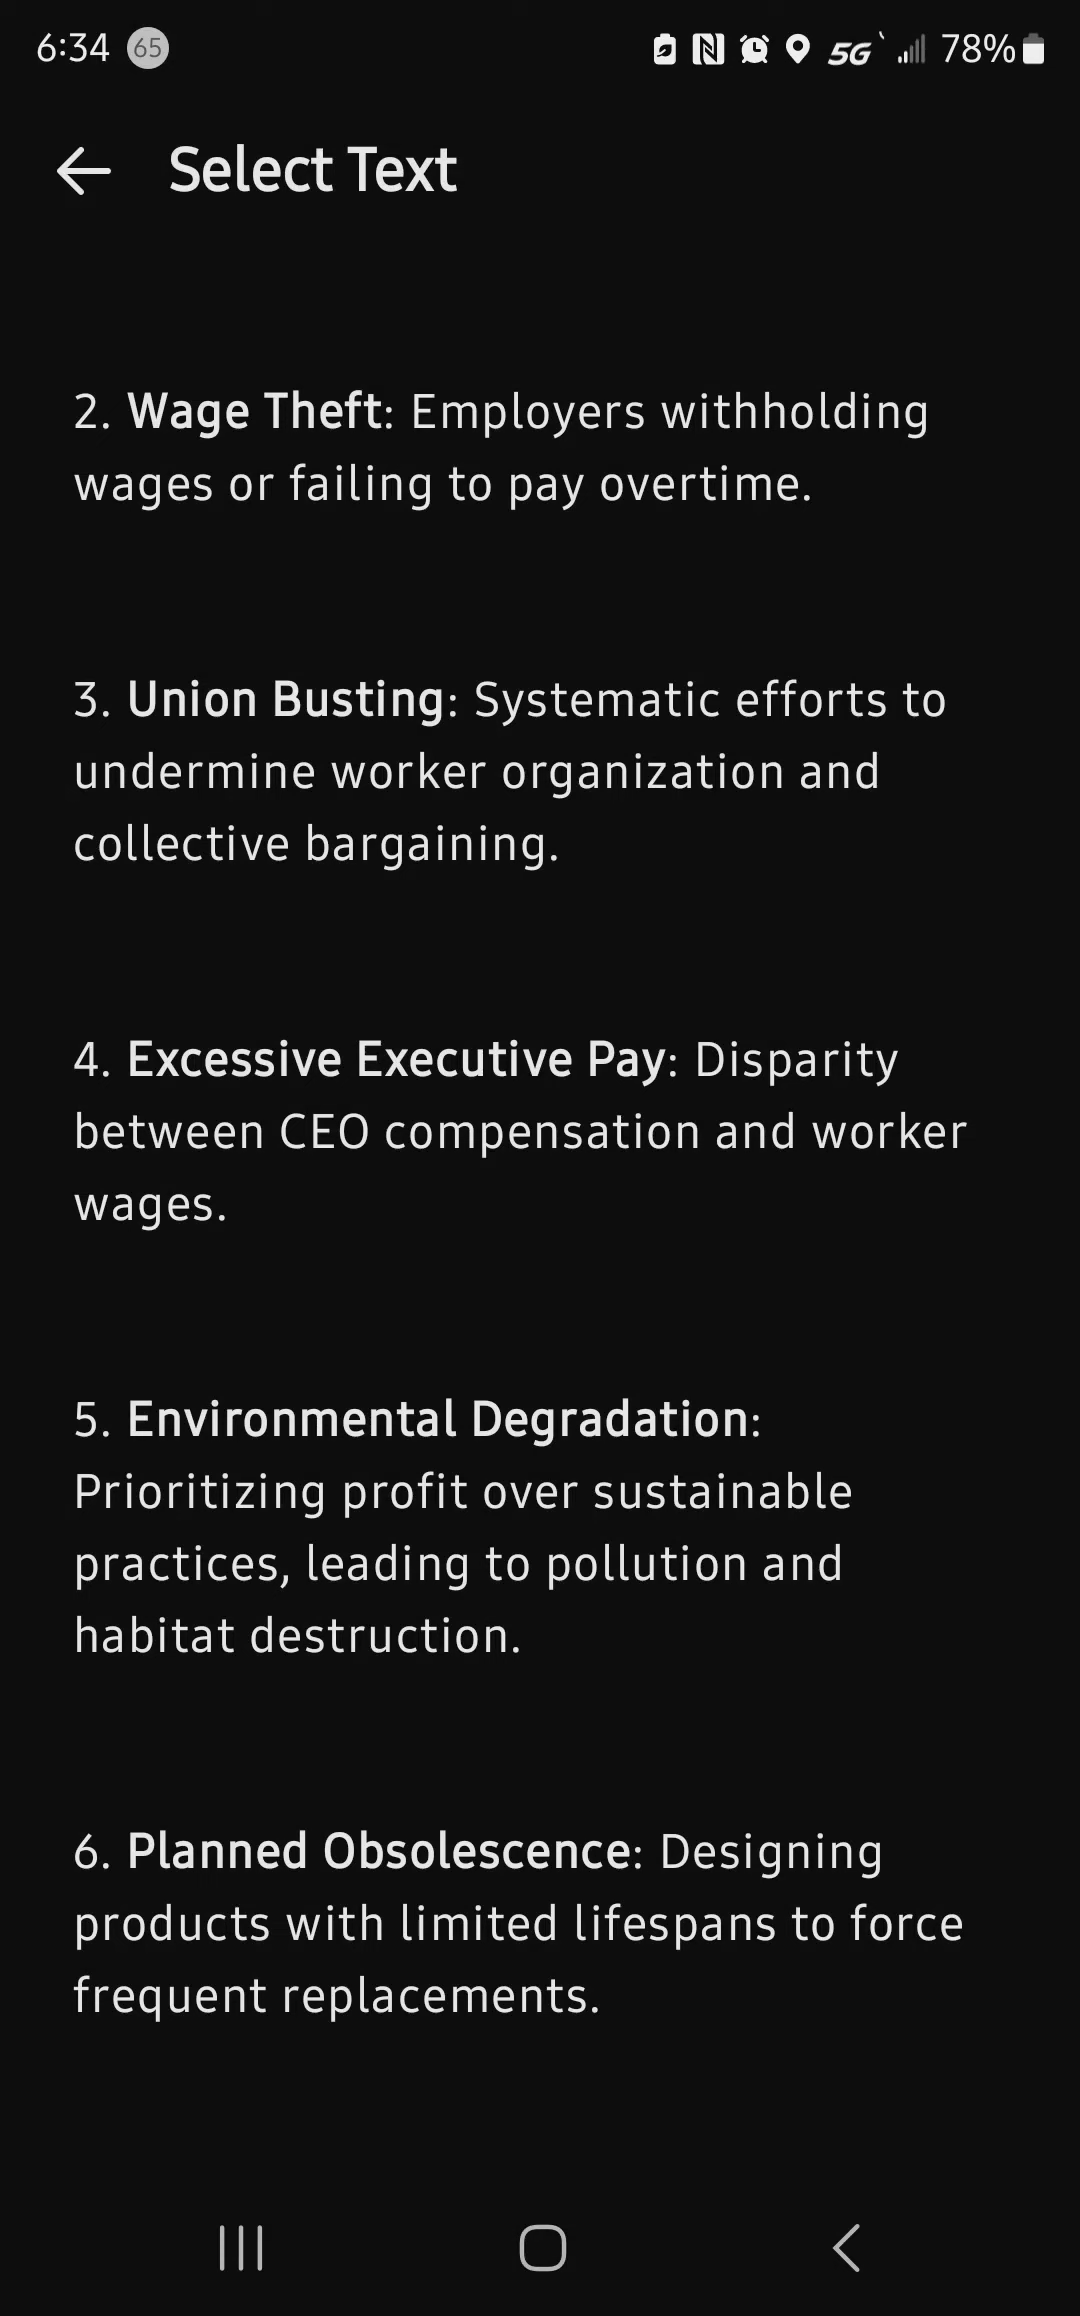 6:34 65 5G 78%
Select Text
2. Wage Theft: Employers withholding
wages or failing to pay overtime.
3. Union Busting: Systematic efforts to
undermine worker organization and
collective bargaining.
4. Excessive Executive Pay: Disparity
between CEO compensation and worker
wages.
5. Environmental Degradation:
Prioritizing profit over sustainable
practices, leading to pollution and
habitat destruction.
6. Planned Obsolescence: Designing
products with limited lifespans to force
frequent replacements.